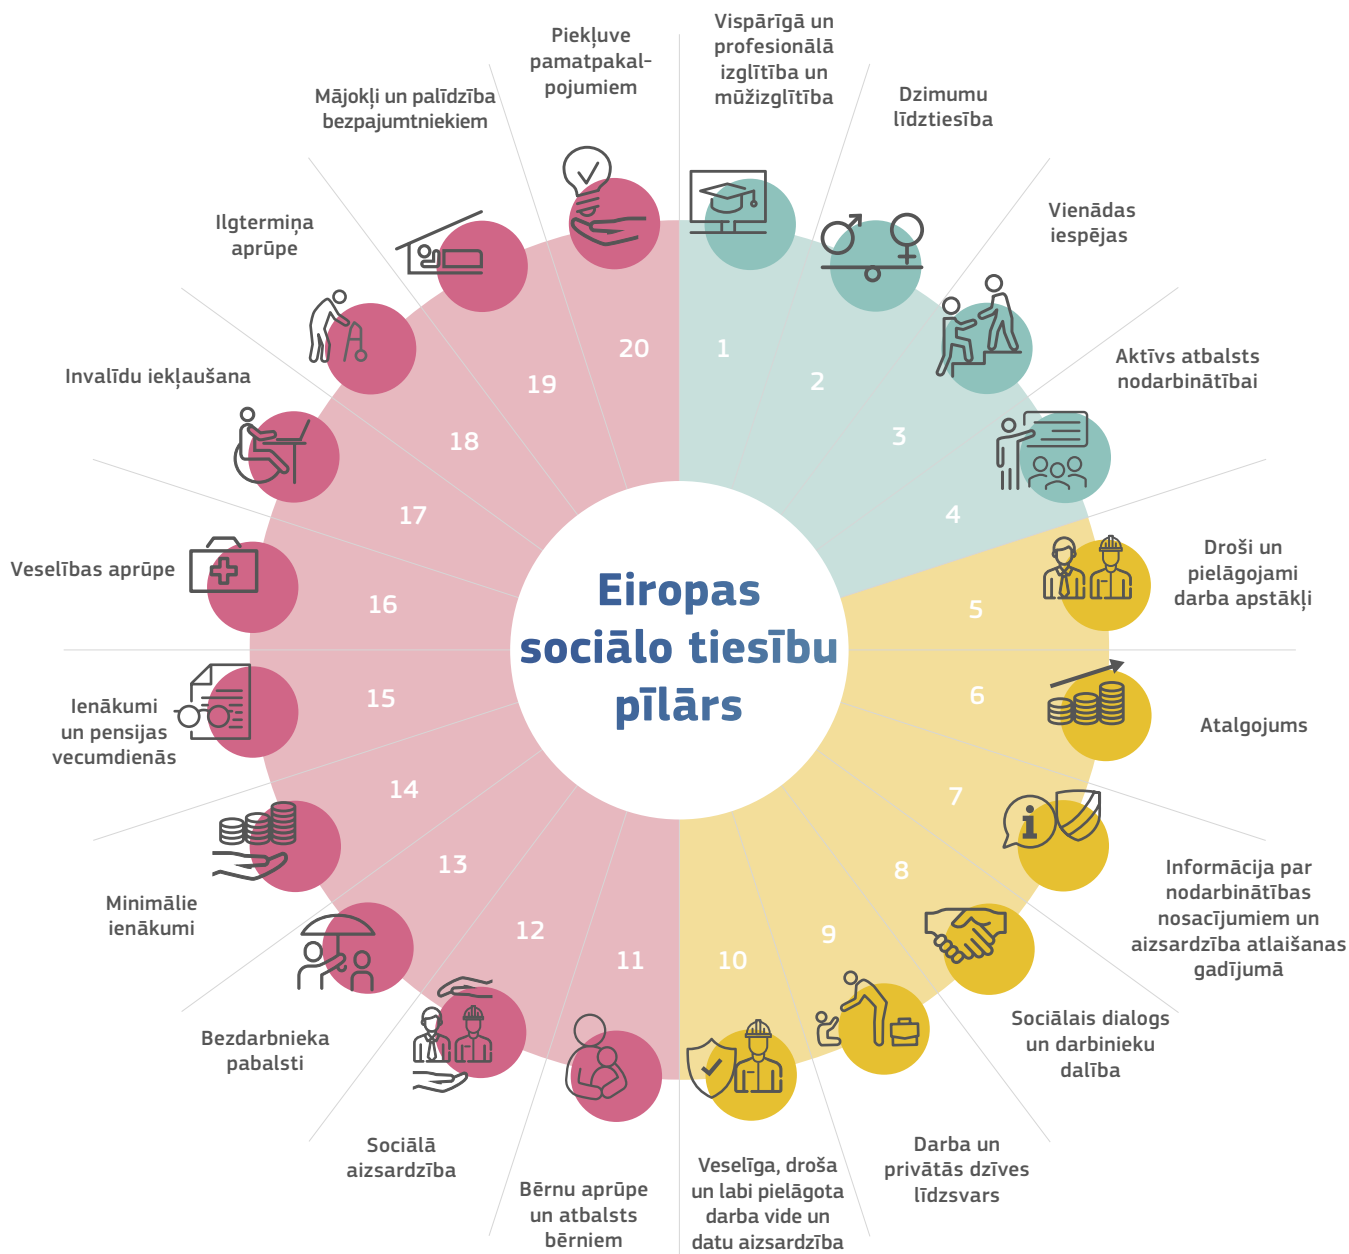 Piekļuve
pamatpakal-
pojumiem
Vispārīgā un
profesionālā
izglītība un
mūžizglītība
Dzimumu
līdztiesība
Vienādas
iespējas
Aktīvs atbalsts
nodarbinātībai
Droši un
pielāgojami
darba apstākļi
Atalgojums
Informācija par
nodarbinātības
nosacījumiem un
aizsardzība atlaišanas
gadījumā
Sociālais dialogs
un darbinieku
dalība
Darba un
privātās dzīves
līdzsvars
Veselīga, droša
un labi pielāgota
darba vide un
datu aizsardzība
Bērnu aprūpe
un atbalsts
bērniem
Sociālā
aizsardzība
Bezdarbnieka
pabalsti
Minimālie
ienākumi
Ienākumi
un pensijas
vecumdienās
Veselības aprūpe
Invalīdu iekļaušana
Ilgtermiņa
aprūpe
Mājokļi un palīdzība
bezpajumtniekiem
1
2
3
4
5
6
7
8
9
10
11
12
13
14
15
16
17
18
19
20
Eiropas
sociālo tiesību
pīlārs